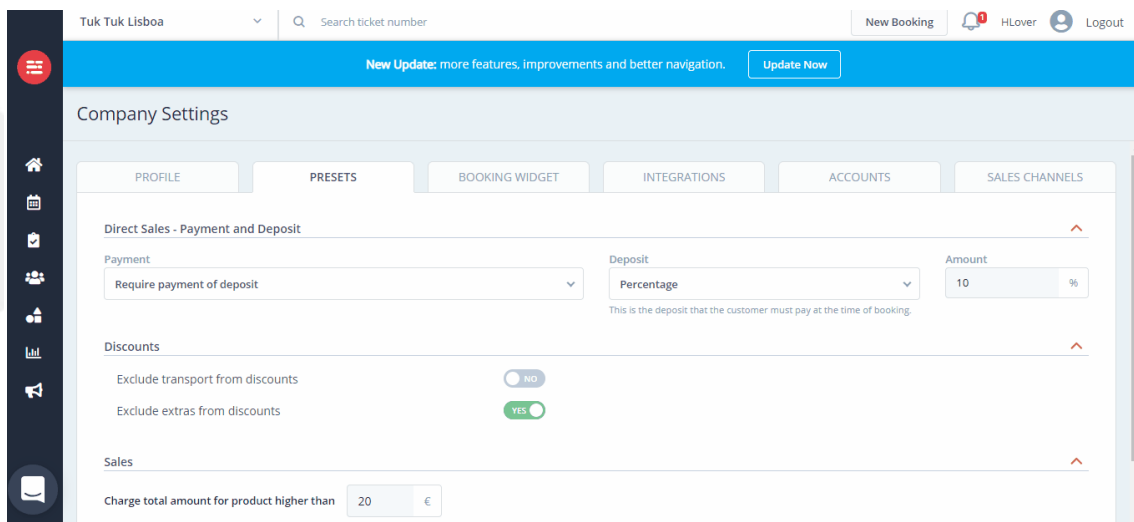 Tuk Tuk Lisboa
Search ticket number
New Booking
1
HLover
Logout
New Update: more features, improvements and better navigation.
Update Now
Company Settings
PROFILE
PRESETS
BOOKING WIDGET
INTEGRATIONS
ACCOUNTS
SALES CHANNELS
Direct Sales - Payment and Deposit
Payment
Deposit
Amount
Require payment of deposit
Percentage
10
%
This is the deposit that the customer must pay at the time of booking.
Discounts
Exclude transport from discounts
NO
Exclude extras from discounts
YES
Sales
Charge total amount for product higher than
20
€